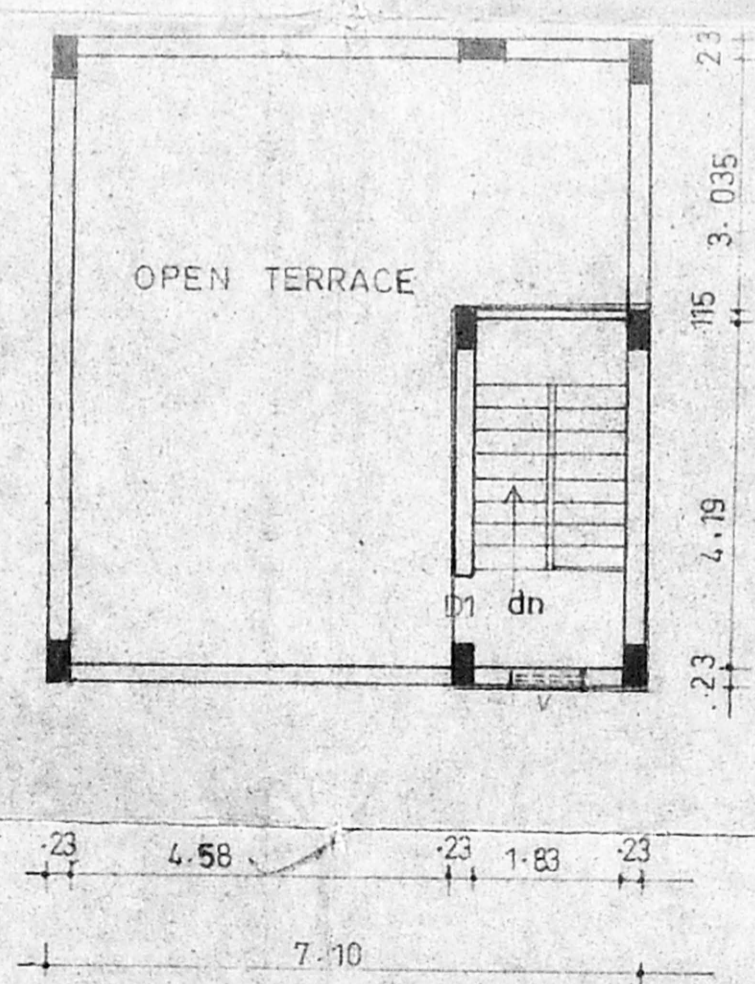 .23
OPEN TERRACE
3.035
.115
4.19
D1 dn
.23
V
.23 4.58 .23 1.83 .23
7.10